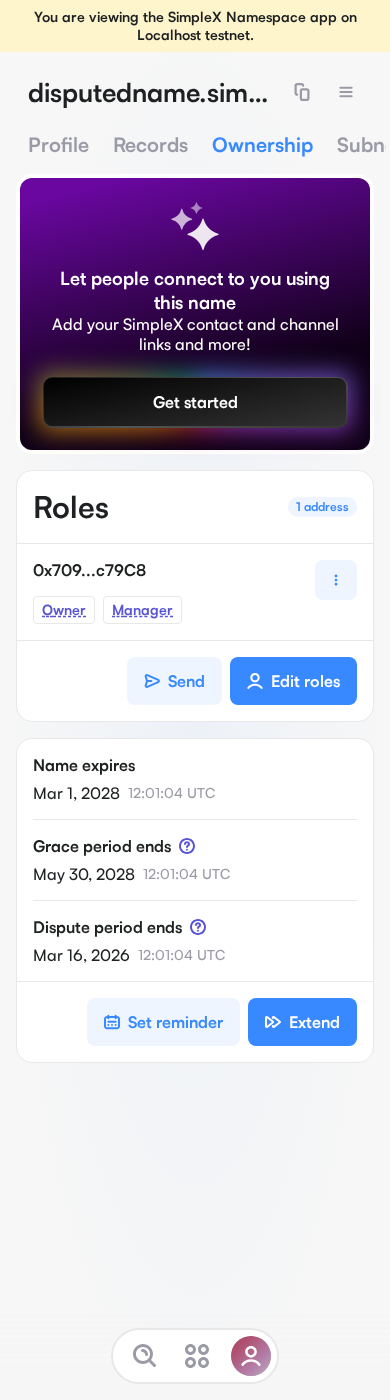 You are viewing the SimpleX Namespace app on
Localhost testnet.
disputedname.sim...
Profile Records Ownership Subn
Let people connect to you using
this name
Add your SimpleX contact and channel
links and more!
Get started
Roles
1 address
0x709...c79C8
Owner Manager
Send Edit roles
Name expires
Mar 1, 2028 12:01:04 UTC
Grace period ends
May 30, 2028 12:01:04 UTC
Dispute period ends
Mar 16, 2026 12:01:04 UTC
Set reminder Extend